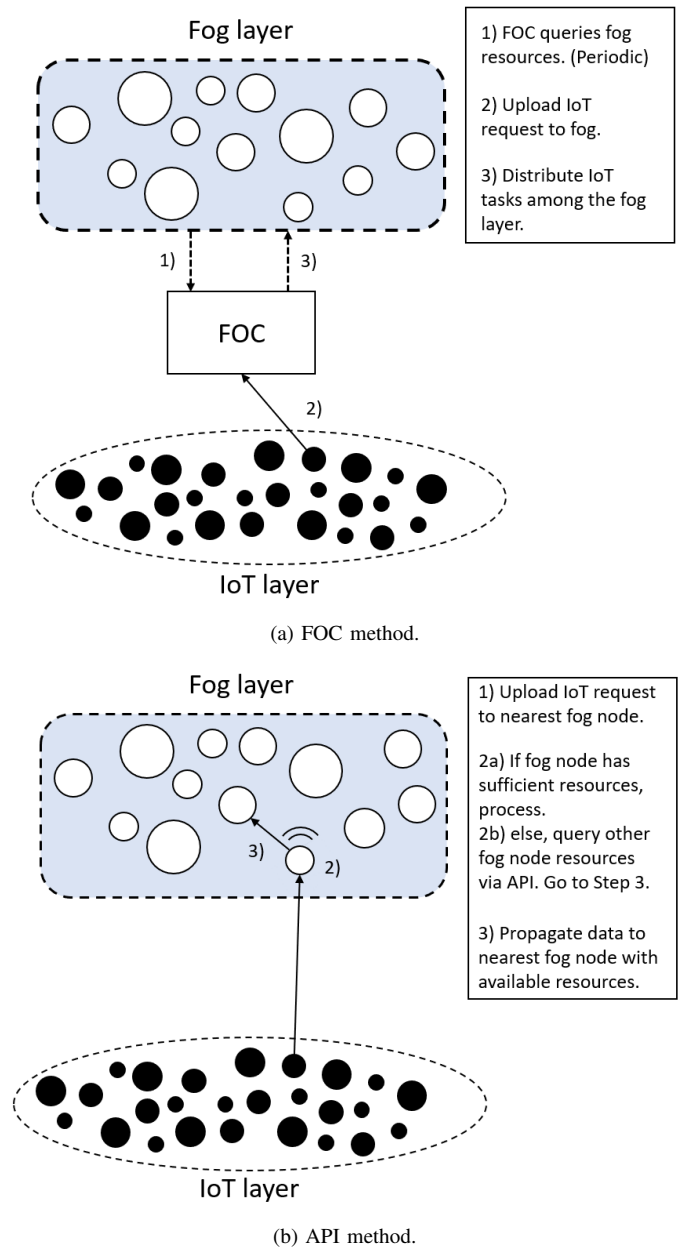 Fog layer
1) FOC queries fog
resources. (Periodic)
2) Upload IoT
request to fog.
3) Distribute IoT
tasks among the fog
layer.
1)
3)
FOC
2)
IoT layer
(a) FOC method.
Fog layer
1) Upload IoT request
to nearest fog node.
2a) If fog node has
sufficient resources,
process.
2b) else, query other
fog node resources
via API. Go to Step 3.
3) Propagate data to
nearest fog node with
available resources.
3)
2)
IoT layer
(b) API method.